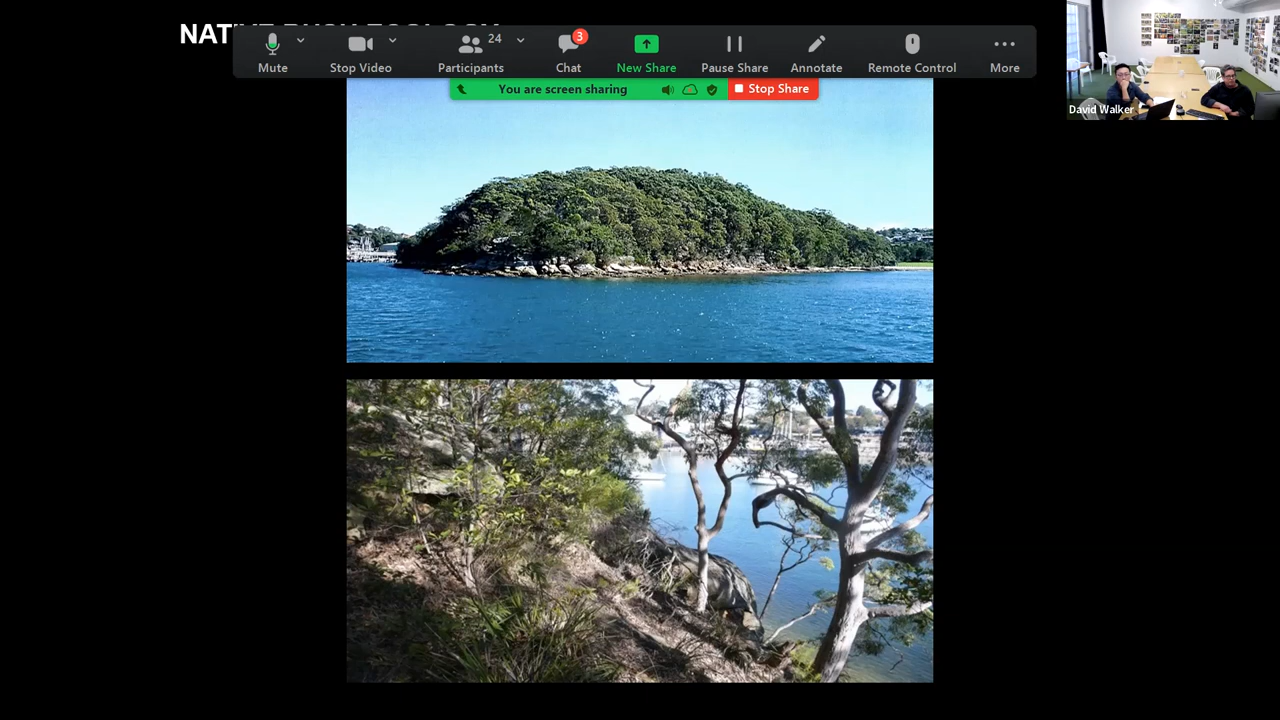 Mute
Stop Video
Participants
24
Chat
3
New Share
Pause Share
Annotate
Remote Control
More
You are screen sharing
Stop Share
David Walker